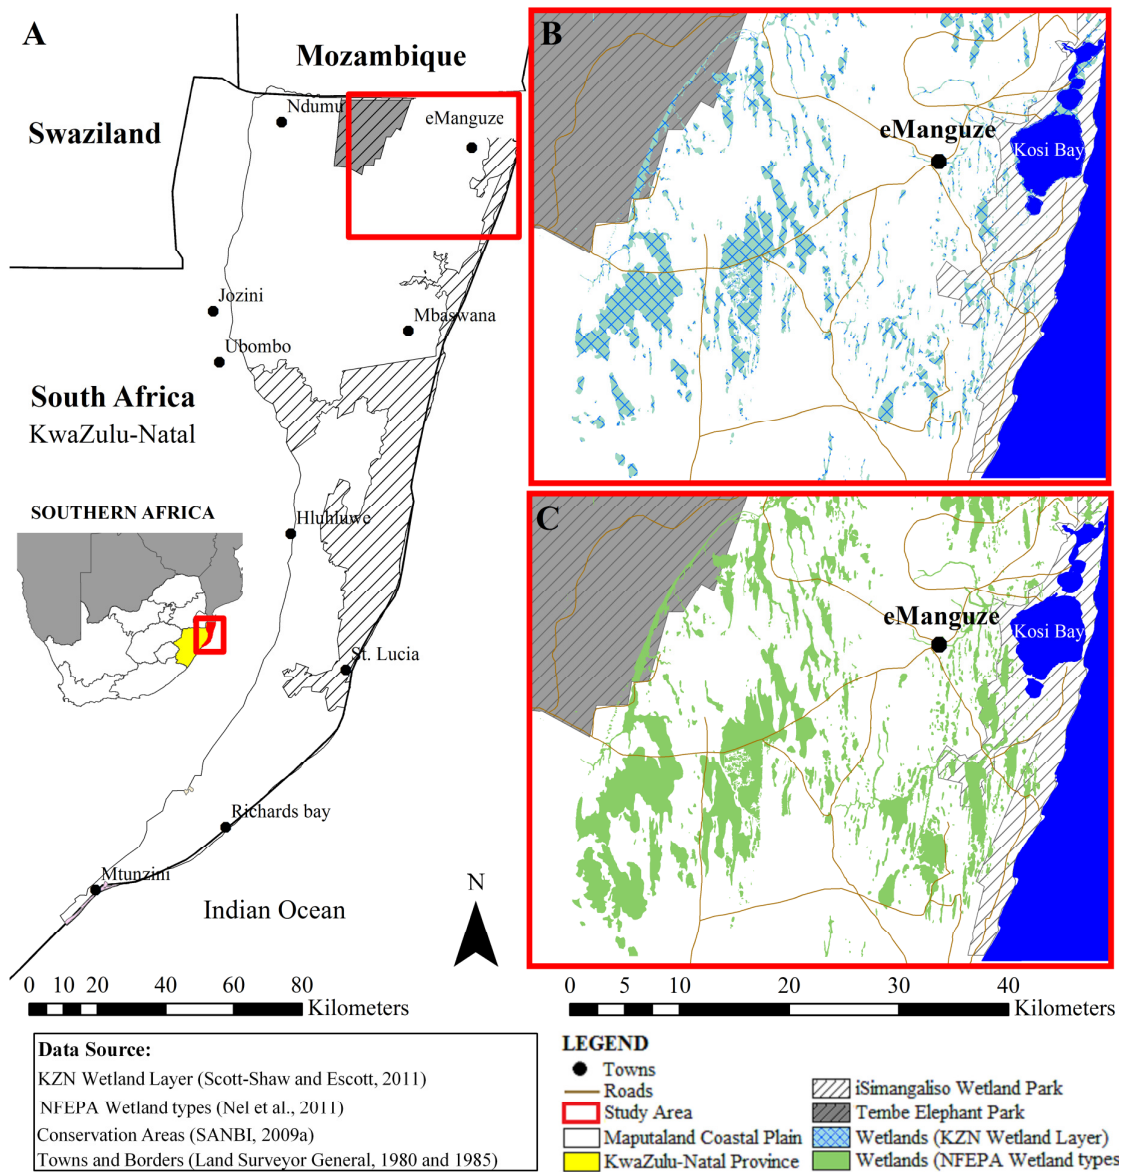 A
Mozambique
Ndumu
eManguze
Swaziland
Jozini
Mbaswana
Ubombo
South Africa
KwaZulu-Natal
SOUTHERN AFRICA
Hluhluwe
St. Lucia
Richards bay
Mtunzini
Indian Ocean
N
0 20 40 60 80
Kilometers
B
eManguze
Kosi Bay
C
eManguze
Kosi Bay
0 5 10 20 30 40
Kilometers
Data Source:
KZN Wetland Layer (Scott-Shaw and Escott, 2011)
NFEPA Wetland types (Nel et al., 2011)
Conservation Areas (SANBI, 2009a)
Towns and Borders (Land Surveyor General, 1980 and 1985)
LEGEND
Towns
Roads
Study Area
Maputaland Coastal Plain
KwaZulu-Natal Province
iSimangaliso Wetland Park
Tembe Elephant Park
Wetlands (KZN Wetland Layer)
Wetlands (NFEPA Wetland types